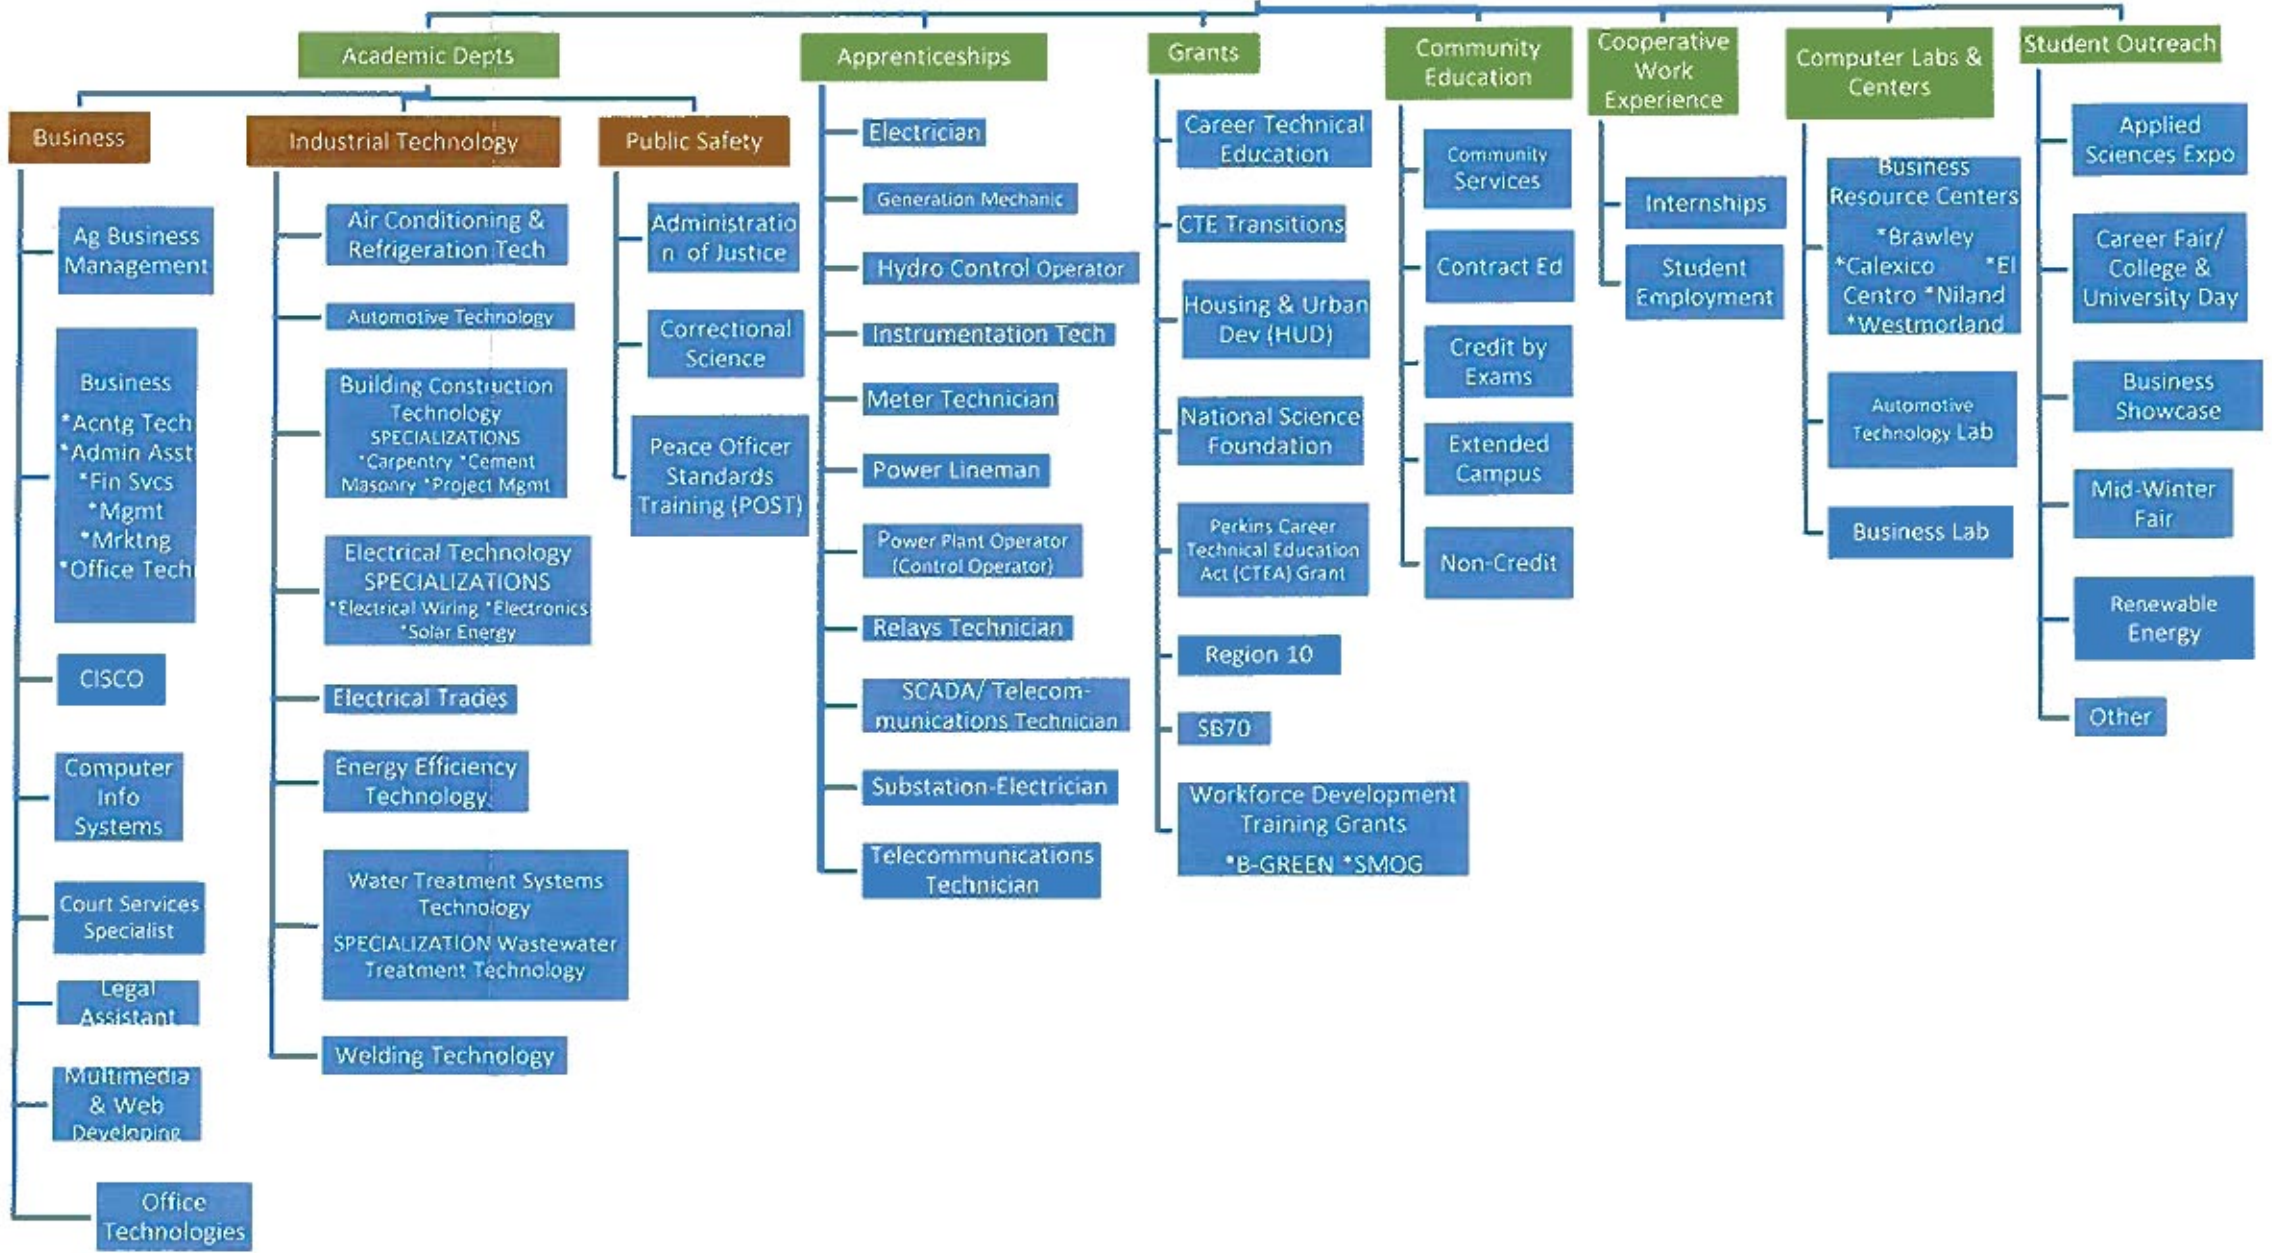 Academic Depts
Business
Ag Business
Management
Business
*Acntg Tech
*Admin Asst
*Fin Svcs
*Mgmt
*Mrktng
*Office Tech
CISCO
Computer
Info
Systems
Court Services
Specialist
Legal
Assistant
Multimedia
& Web
Developing
Office
Technologies
Industrial Technology
Air Conditioning &
Refrigeration Tech
Automotive Technology
Building Construction
Technology
SPECIALIZATIONS
*Carpentry *Cement
Masonry *Project Mgmt
Electrical Technology
SPECIALIZATIONS
*Electrical Wiring *Electronics
*Solar Energy
Electrical Trades
Energy Efficiency
Technology
Water Treatment Systems
Technology
SPECIALIZATION Wastewater
Treatment Technology
Welding Technology
Public Safety
Administratio
n of Justice
Correctional
Science
Peace Officer
Standards
Training (POST)
Apprenticeships
Electrician
Generation Mechanic
Hydro Control Operator
Instrumentation Tech
Meter Technician
Power Lineman
Power Plant Operator
(Control Operator)
Relays Technician
SCADA/ Telecom-
munications Technician
Substation-Electrician
Telecommunications
Technician
Grants
Career Technical
Education
CTE Transitions
Housing & Urban
Dev (HUD)
National Science
Foundation
Perkins Career
Technical Education
Act (CTEA) Grant
Region 10
SB70
Workforce Development
Training Grants
*B-GREEN *SMOG
Community
Education
Community
Services
Contract Ed
Credit by
Exams
Extended
Campus
Non-Credit
Cooperative
Work
Experience
Internships
Student
Employment
Computer Labs &
Centers
Business
Resource Centers
*Brawley
*Calexico *El
Centro *Niland
*Westmorland
Automotive
Technology Lab
Business Lab
Student Outreach
Applied
Sciences Expo
Career Fair/
College &
University Day
Business
Showcase
Mid-Winter
Fair
Renewable
Energy
Other